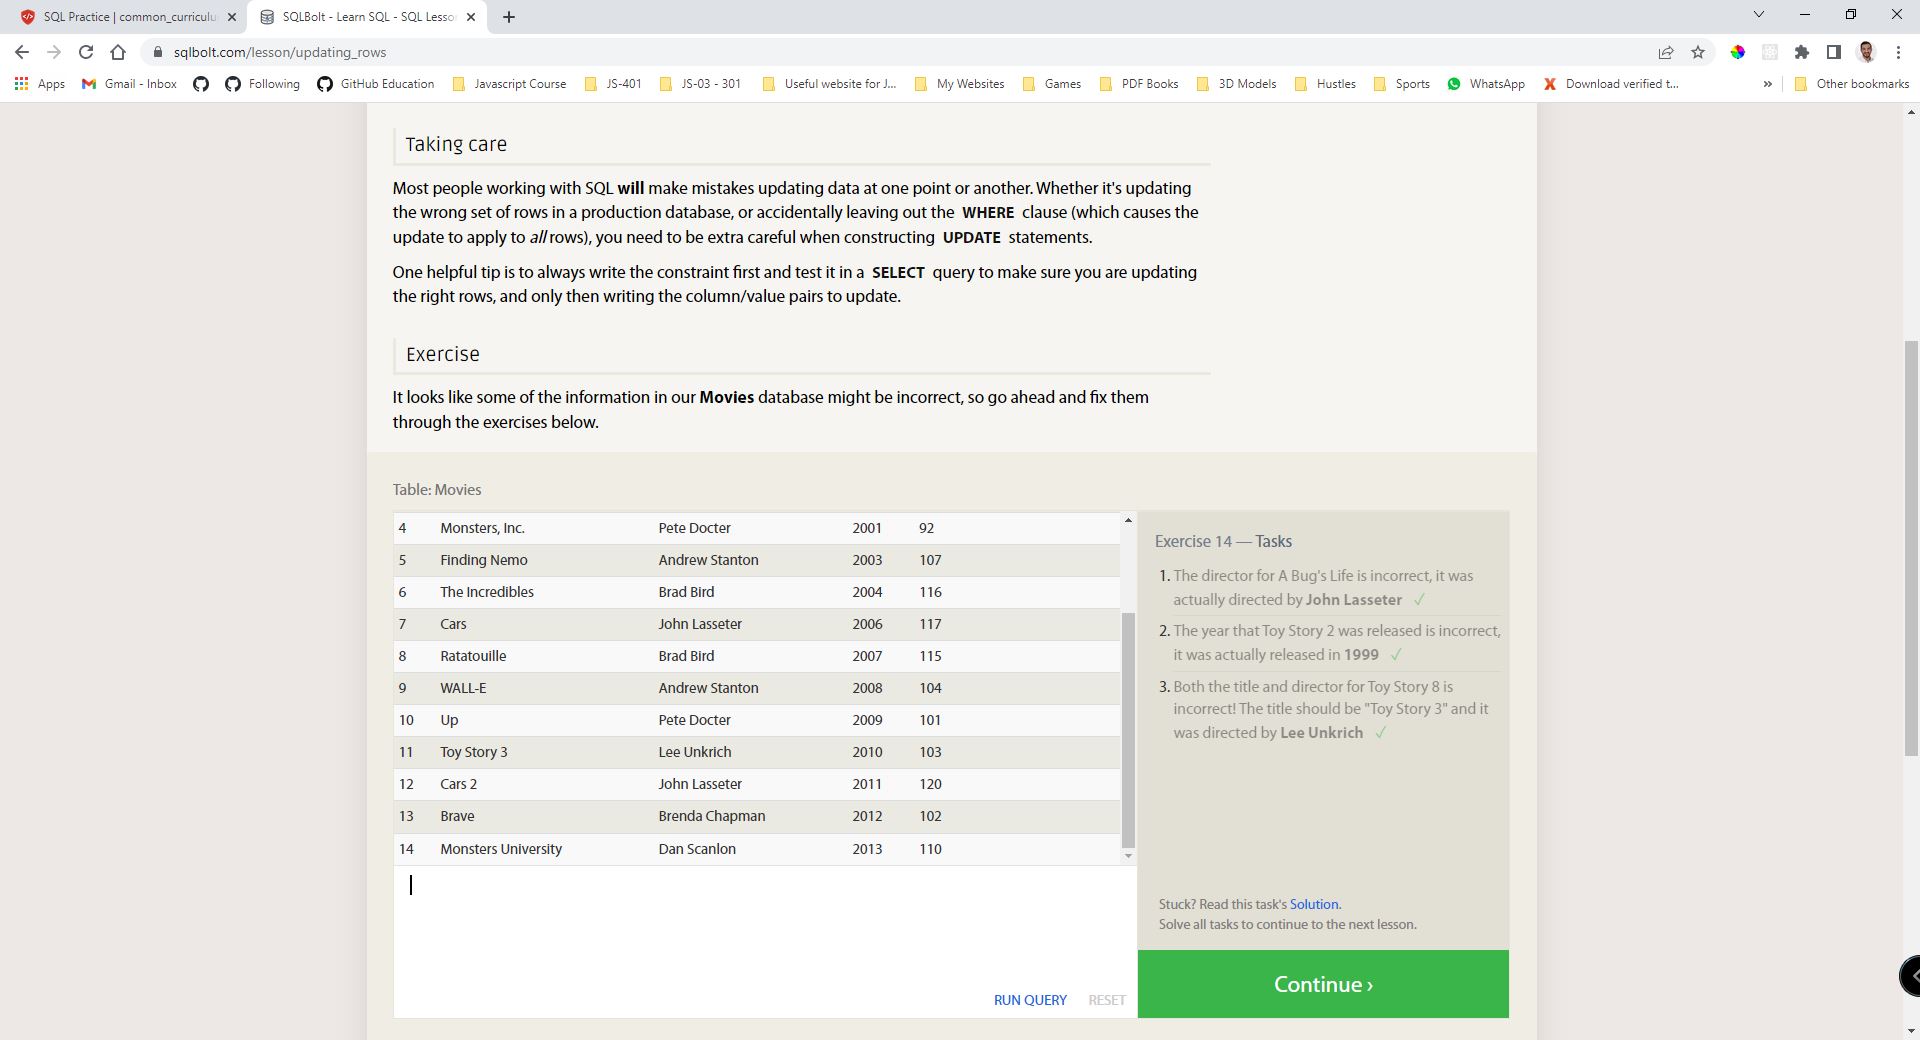 SQL Practice | common_curriculu
SQLBolt - Learn SQL - SQL Lesso
sqlbolt.com/lesson/updating_rows
Apps Gmail - Inbox Following GitHub Education Javascript Course JS-401 JS-03 - 301 Useful website for J... My Websites Games PDF Books 3D Models Hustles Sports WhatsApp Download verified t... » Other bookmarks
Taking care
Most people working with SQL will make mistakes updating data at one point or another. Whether it's updating
the wrong set of rows in a production database, or accidentally leaving out the WHERE clause (which causes the
update to apply to all rows), you need to be extra careful when constructing UPDATE statements.
One helpful tip is to always write the constraint first and test it in a SELECT query to make sure you are updating
the right rows, and only then writing the column/value pairs to update.
Exercise
It looks like some of the information in our Movies database might be incorrect, so go ahead and fix them
through the exercises below.
Table: Movies
4 Monsters, Inc. Pete Docter 2001 92
5 Finding Nemo Andrew Stanton 2003 107
6 The Incredibles Brad Bird 2004 116
7 Cars John Lasseter 2006 117
8 Ratatouille Brad Bird 2007 115
9 WALL-E Andrew Stanton 2008 104
10 Up Pete Docter 2009 101
11 Toy Story 3 Lee Unkrich 2010 103
12 Cars 2 John Lasseter 2011 120
13 Brave Brenda Chapman 2012 102
14 Monsters University Dan Scanlon 2013 110
RUN QUERY RESET
Exercise 14 — Tasks
1. The director for A Bug's Life is incorrect, it was
actually directed by John Lasseter ✓
2. The year that Toy Story 2 was released is incorrect,
it was actually released in 1999 ✓
3. Both the title and director for Toy Story 8 is
incorrect! The title should be "Toy Story 3" and it
was directed by Lee Unkrich ✓
Stuck? Read this task's Solution.
Solve all tasks to continue to the next lesson.
Continue ›